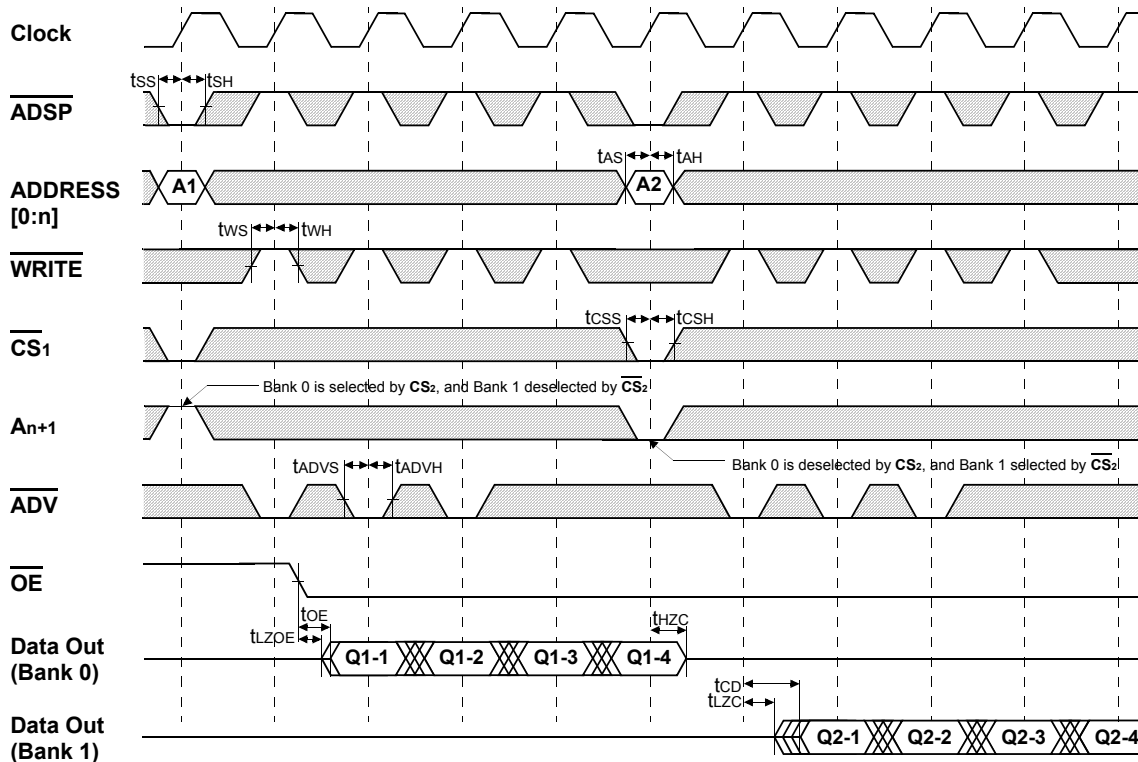 Clock
tSS tSH
ADSP
tAS tAH
ADDRESS
[0:n]
A1 A2
tWS tWH
WRITE
tCSS tCSH
CS1
Bank 0 is selected by CS2, and Bank 1 deselected by CS2
An+1
Bank 0 is deselected by CS2, and Bank 1 selected by CS2
tADVS tADVH
ADV
OE
tOE
tLZOE
tHZC
Data Out
(Bank 0)
Q1-1 Q1-2 Q1-3 Q1-4
tCD
tLZC
Data Out
(Bank 1)
Q2-1 Q2-2 Q2-3 Q2-4